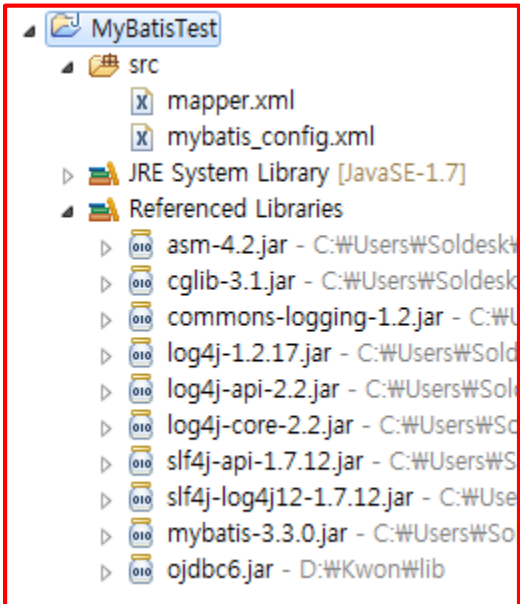 MyBatisTest
src
mapper.xml
mybatis_config.xml
JRE System Library [JavaSE-1.7]
Referenced Libraries
asm-4.2.jar - C:₩Users₩Soldesk₩
cglib-3.1.jar - C:₩Users₩Soldesk
commons-logging-1.2.jar - C:₩U
log4j-1.2.17.jar - C:₩Users₩Sold
log4j-api-2.2.jar - C:₩Users₩Sol
log4j-core-2.2.jar - C:₩Users₩So
slf4j-api-1.7.12.jar - C:₩Users₩S
slf4j-log4j12-1.7.12.jar - C:₩Use
mybatis-3.3.0.jar - C:₩Users₩So
ojdbc6.jar - D:₩Kwon₩lib